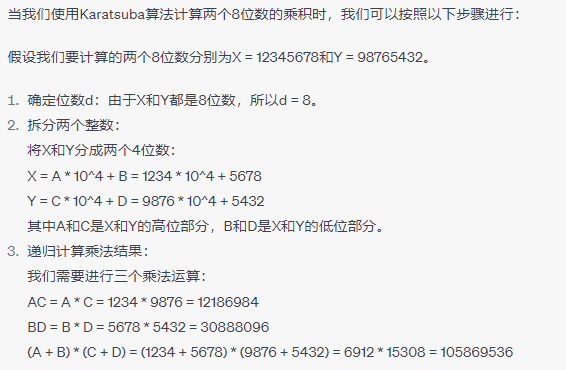 当我们使用Karatsuba算法计算两个8位数的乘积时，我们可以按照以下步骤进行：
假设我们要计算的两个8位数分别为X = 12345678和Y = 98765432。
1. 确定位数d：由于X和Y都是8位数，所以d = 8。
2. 拆分两个整数：
将X和Y分成两个4位数：
X = A * 10^4 + B = 1234 * 10^4 + 5678
Y = C * 10^4 + D = 9876 * 10^4 + 5432
其中A和C是X和Y的高位部分，B和D是X和Y的低位部分。
3. 递归计算乘法结果：
我们需要进行三个乘法运算：
AC = A * C = 1234 * 9876 = 12186984
BD = B * D = 5678 * 5432 = 30888096
(A + B) * (C + D) = (1234 + 5678) * (9876 + 5432) = 6912 * 15308 = 105869536